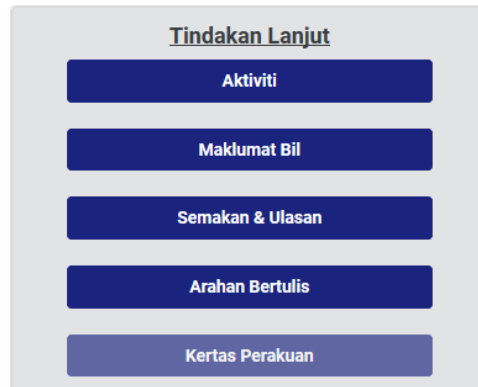 Tindakan Lanjut
Aktiviti
Maklumat Bil
Semakan & Ulasan
Arahan Bertulis
Kertas Perakuan